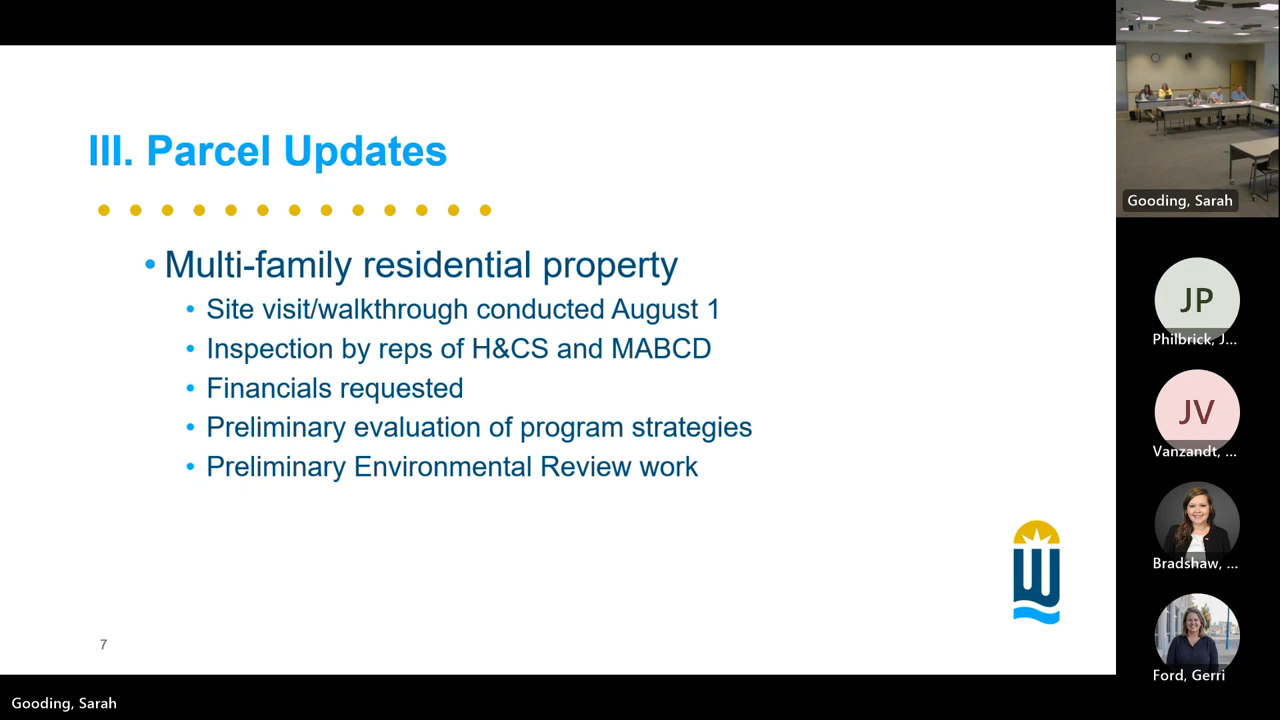 III. Parcel Updates
• Multi-family residential property
• Site visit/walkthrough conducted August 1
• Inspection by reps of H&CS and MABCD
• Financials requested
• Preliminary evaluation of program strategies
• Preliminary Environmental Review work
7
Gooding, Sarah
JP
Philbrick, J...
JV
Vanzandt, ...
Bradshaw, ...
Ford, Gerri
Gooding, Sarah